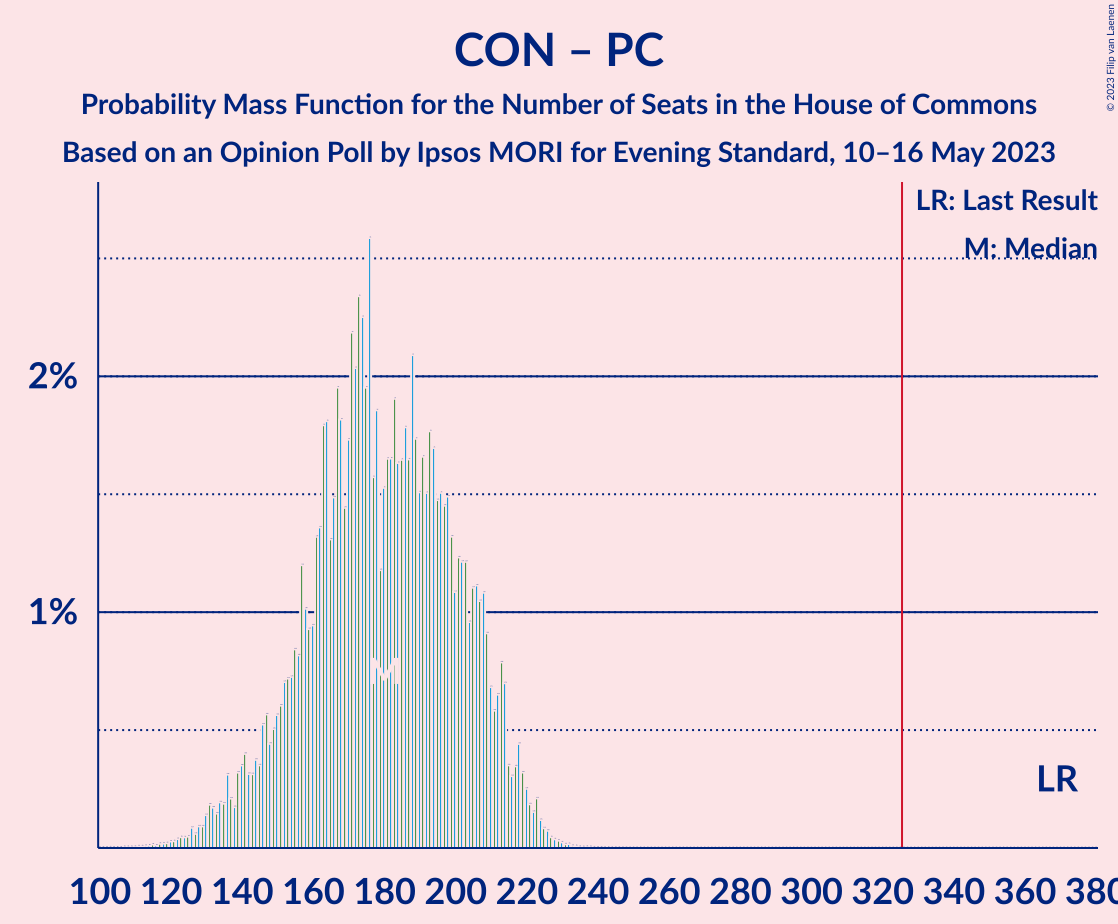 CON – PC
Probability Mass Function for the Number of Seats in the House of Commons
Based on an Opinion Poll by Ipsos MORI for Evening Standard, 10–16 May 2023
© 2023 Filip van Laenen
LR: Last Result
M: Median
2%
1%
M
LR
100 120 140 160 180 200 220 240 260 280 300 320 340 360 380